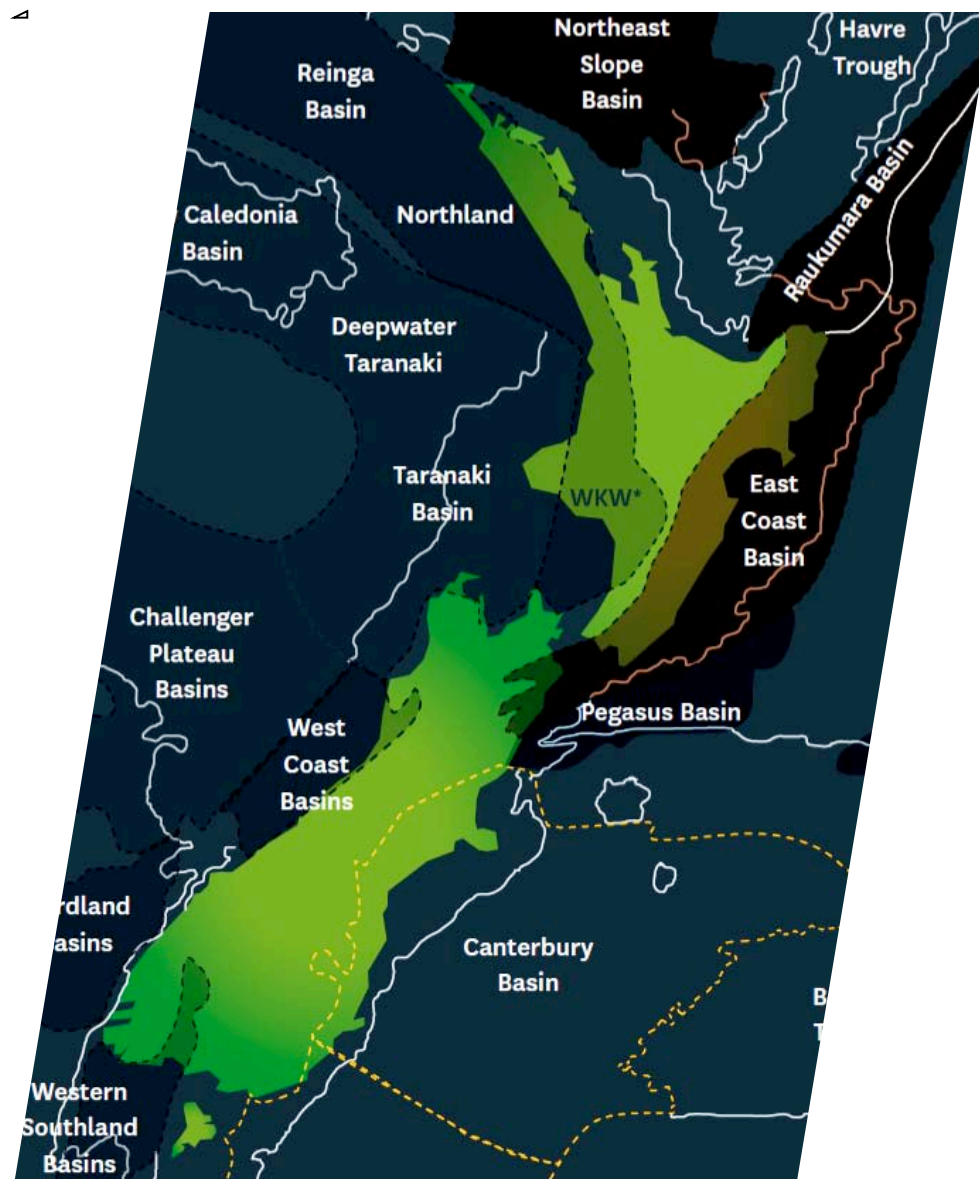 Northeast
Slope
Basin
Havre
Trough
Reinga
Basin
Raukumara Basin
Caledonia
Basin
Northland
Deepwater
Taranaki
Taranaki
Basin
WKW*
East
Coast
Basin
Challenger
Plateau
Basins
West
Coast
Basins
Pegasus Basin
rdland
asins
Canterbury
Basin
B
Western
Southland
Basins